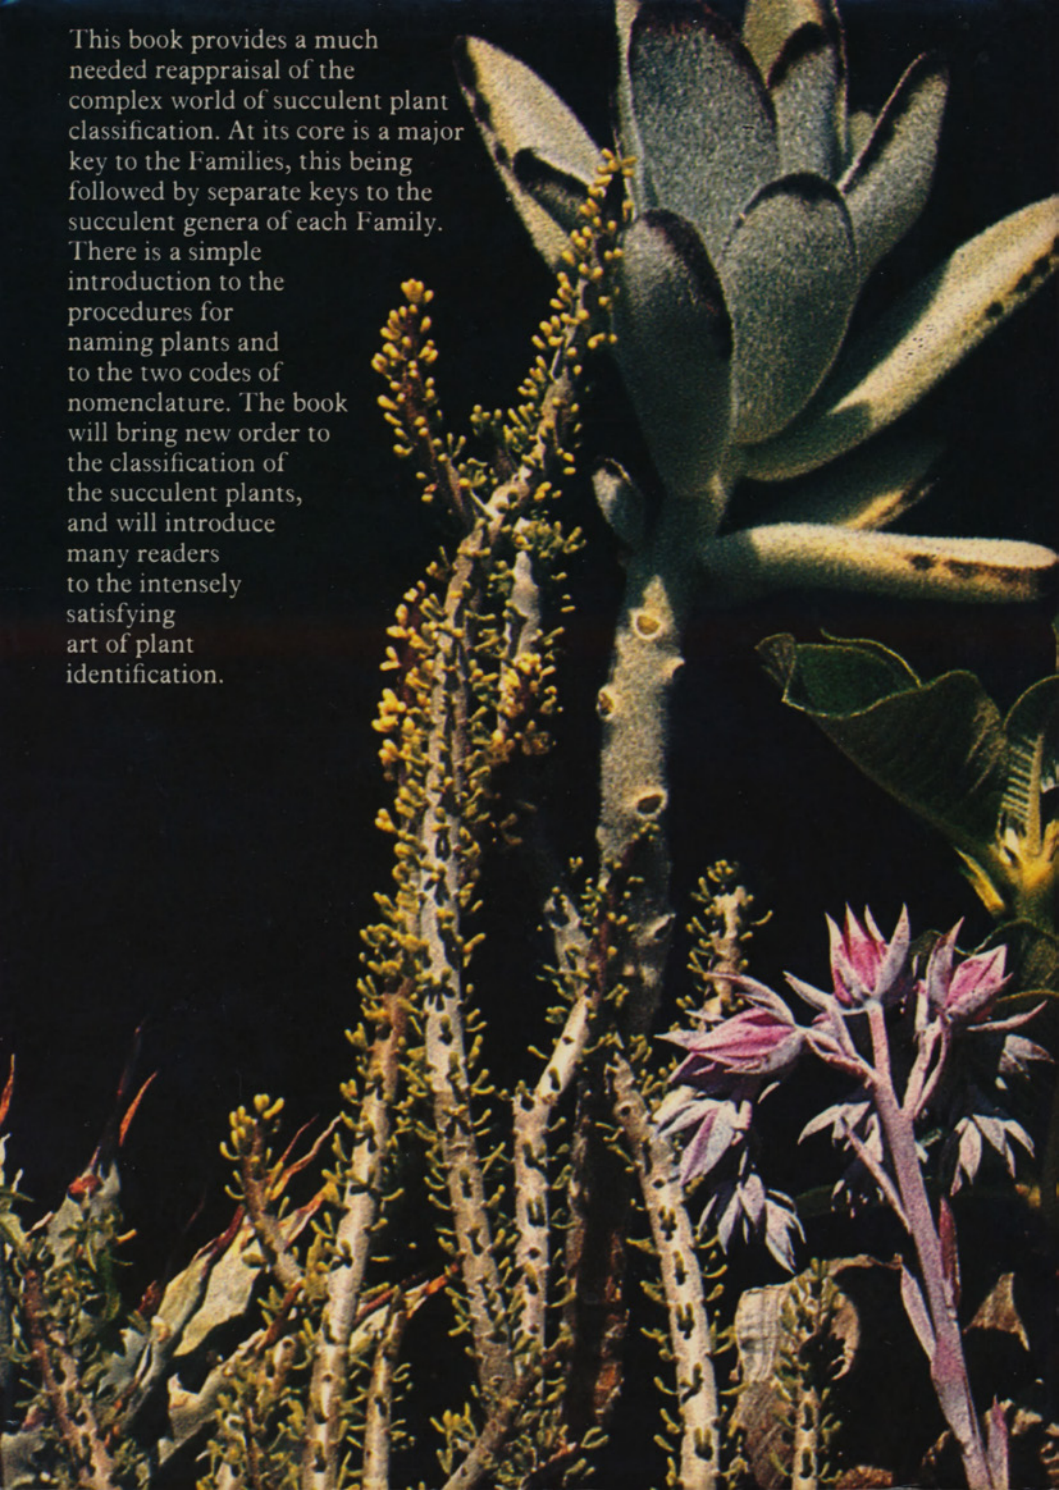 This book provides a much
needed reappraisal of the
complex world of succulent plant
classification. At its core is a major
key to the Families, this being
followed by separate keys to the
succulent genera of each Family.
There is a simple
introduction to the
procedures for
naming plants and
to the two codes of
nomenclature. The book
will bring new order to
the classification of
the succulent plants,
and will introduce
many readers
to the intensely
satisfying
art of plant
identification.